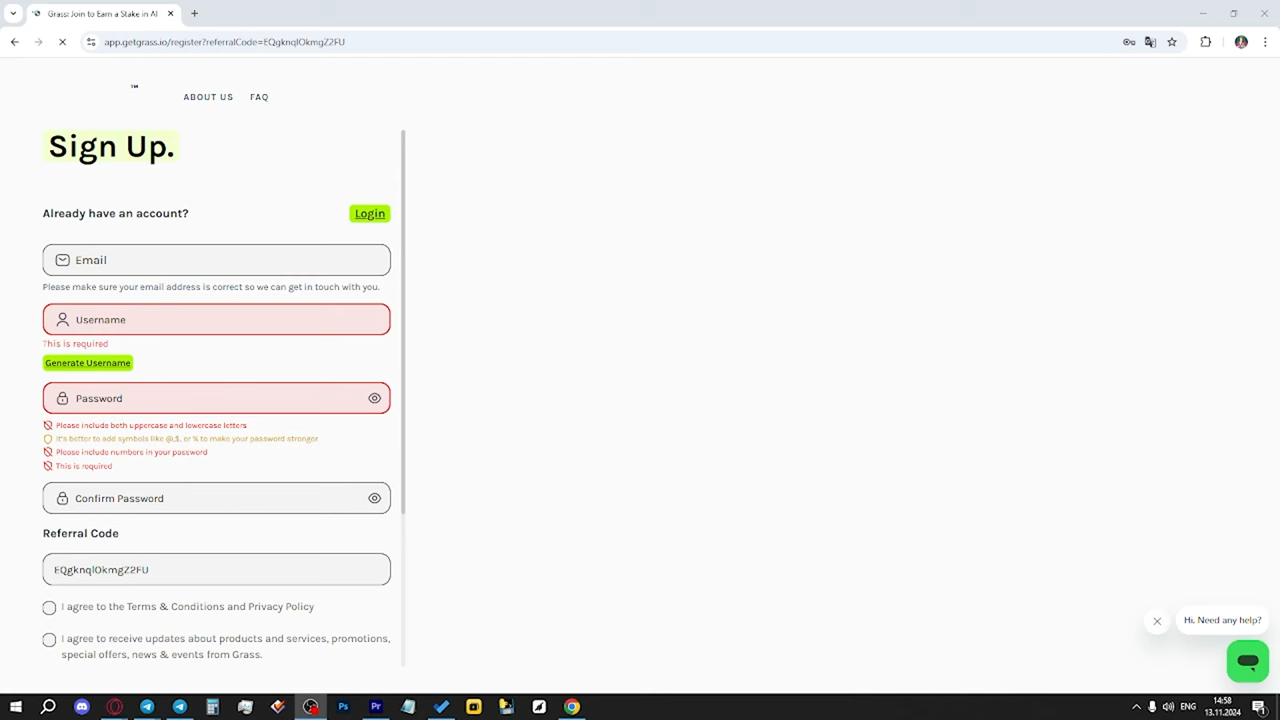 Grass: Join to Earn a Stake in AI
app.getgrass.io/register?referralCode=EQgknqlOkmgZ2FU
™
ABOUT US FAQ
Sign Up.
Already have an account? Login
Email
Please make sure your email address is correct so we can get in touch with you.
Username
This is required
Generate Username
Password
Please include both uppercase and lowercase letters
It's better to add symbols like @,$, or % to make your password stronger
Please include numbers in your password
This is required
Confirm Password
Referral Code
EQgknqlOkmgZ2FU
I agree to the Terms & Conditions and Privacy Policy
I agree to receive updates about products and services, promotions,
special offers, news & events from Grass.
Hi. Need any help?
Ps
Pr
ENG
14:58
13.11.2024